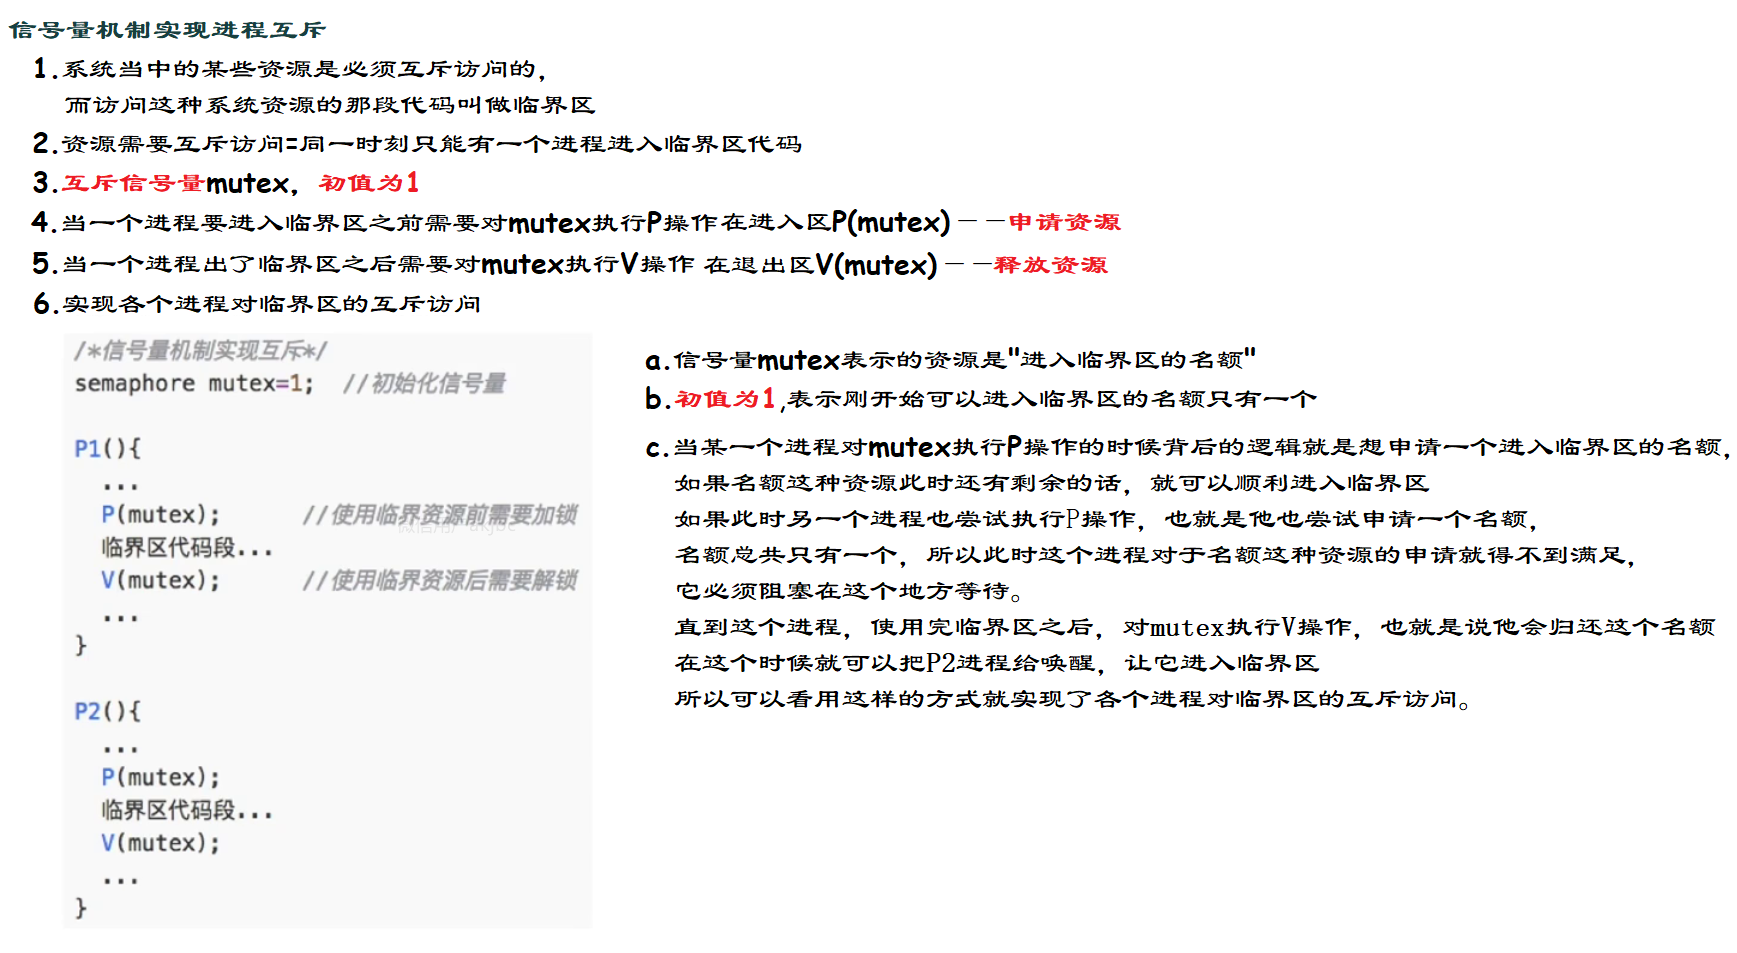 信号量机制实现进程互斥
1.系统当中的某些资源是必须互斥访问的，
而访问这种系统资源的那段代码叫做临界区
2.资源需要互斥访问=同一时刻只能有一个进程进入临界区代码
3.互斥信号量mutex，初值为1
4.当一个进程要进入临界区之前需要对mutex执行P操作在进入区P(mutex)——申请资源
5.当一个进程出了临界区之后需要对mutex执行V操作 在退出区V(mutex)——释放资源
6.实现各个进程对临界区的互斥访问
/*信号量机制实现互斥*/
semaphore mutex=1;  //初始化信号量
P1(){
...
P(mutex);  //使用临界资源前需要加锁
临界区代码段...
V(mutex);  //使用临界资源后需要解锁
...
}
P2(){
...
P(mutex);
临界区代码段...
V(mutex);
...
}
a.信号量mutex表示的资源是"进入临界区的名额"
b.初值为1,表示刚开始可以进入临界区的名额只有一个
c.当某一个进程对mutex执行P操作的时候背后的逻辑就是想申请一个进入临界区的名额，
如果名额这种资源此时还有剩余的话，就可以顺利进入临界区
如果此时另一个进程也尝试执行P操作，也就是他也尝试申请一个名额，
名额总共只有一个，所以此时这个进程对于名额这种资源的申请就得不到满足，
它必须阻塞在这个地方等待。
直到这个进程，使用完临界区之后，对mutex执行V操作，也就是说他会归还这个名额
在这个时候就可以把P2进程给唤醒，让它进入临界区
所以可以看用这样的方式就实现了各个进程对临界区的互斥访问。